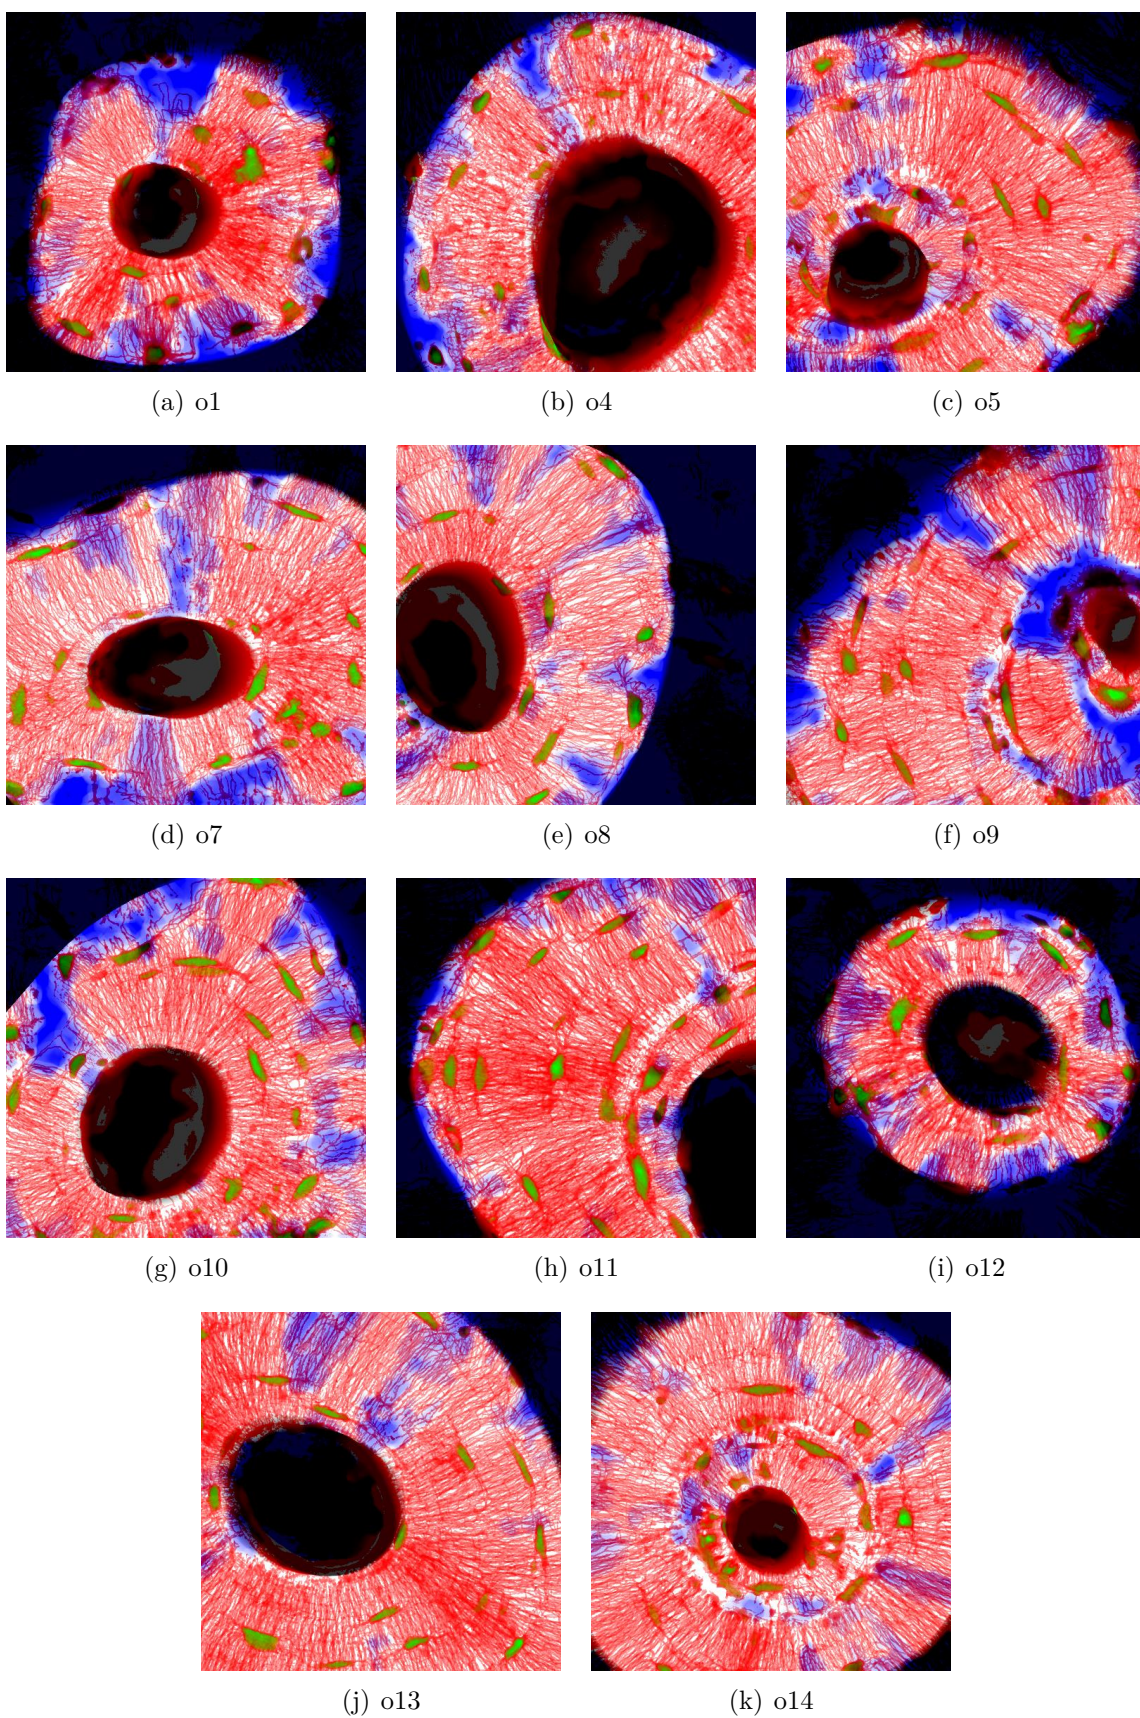 (a) o1
(b) o4
(c) o5
(d) o7
(e) o8
(f) o9
(g) o10
(h) o11
(i) o12
(j) o13
(k) o14